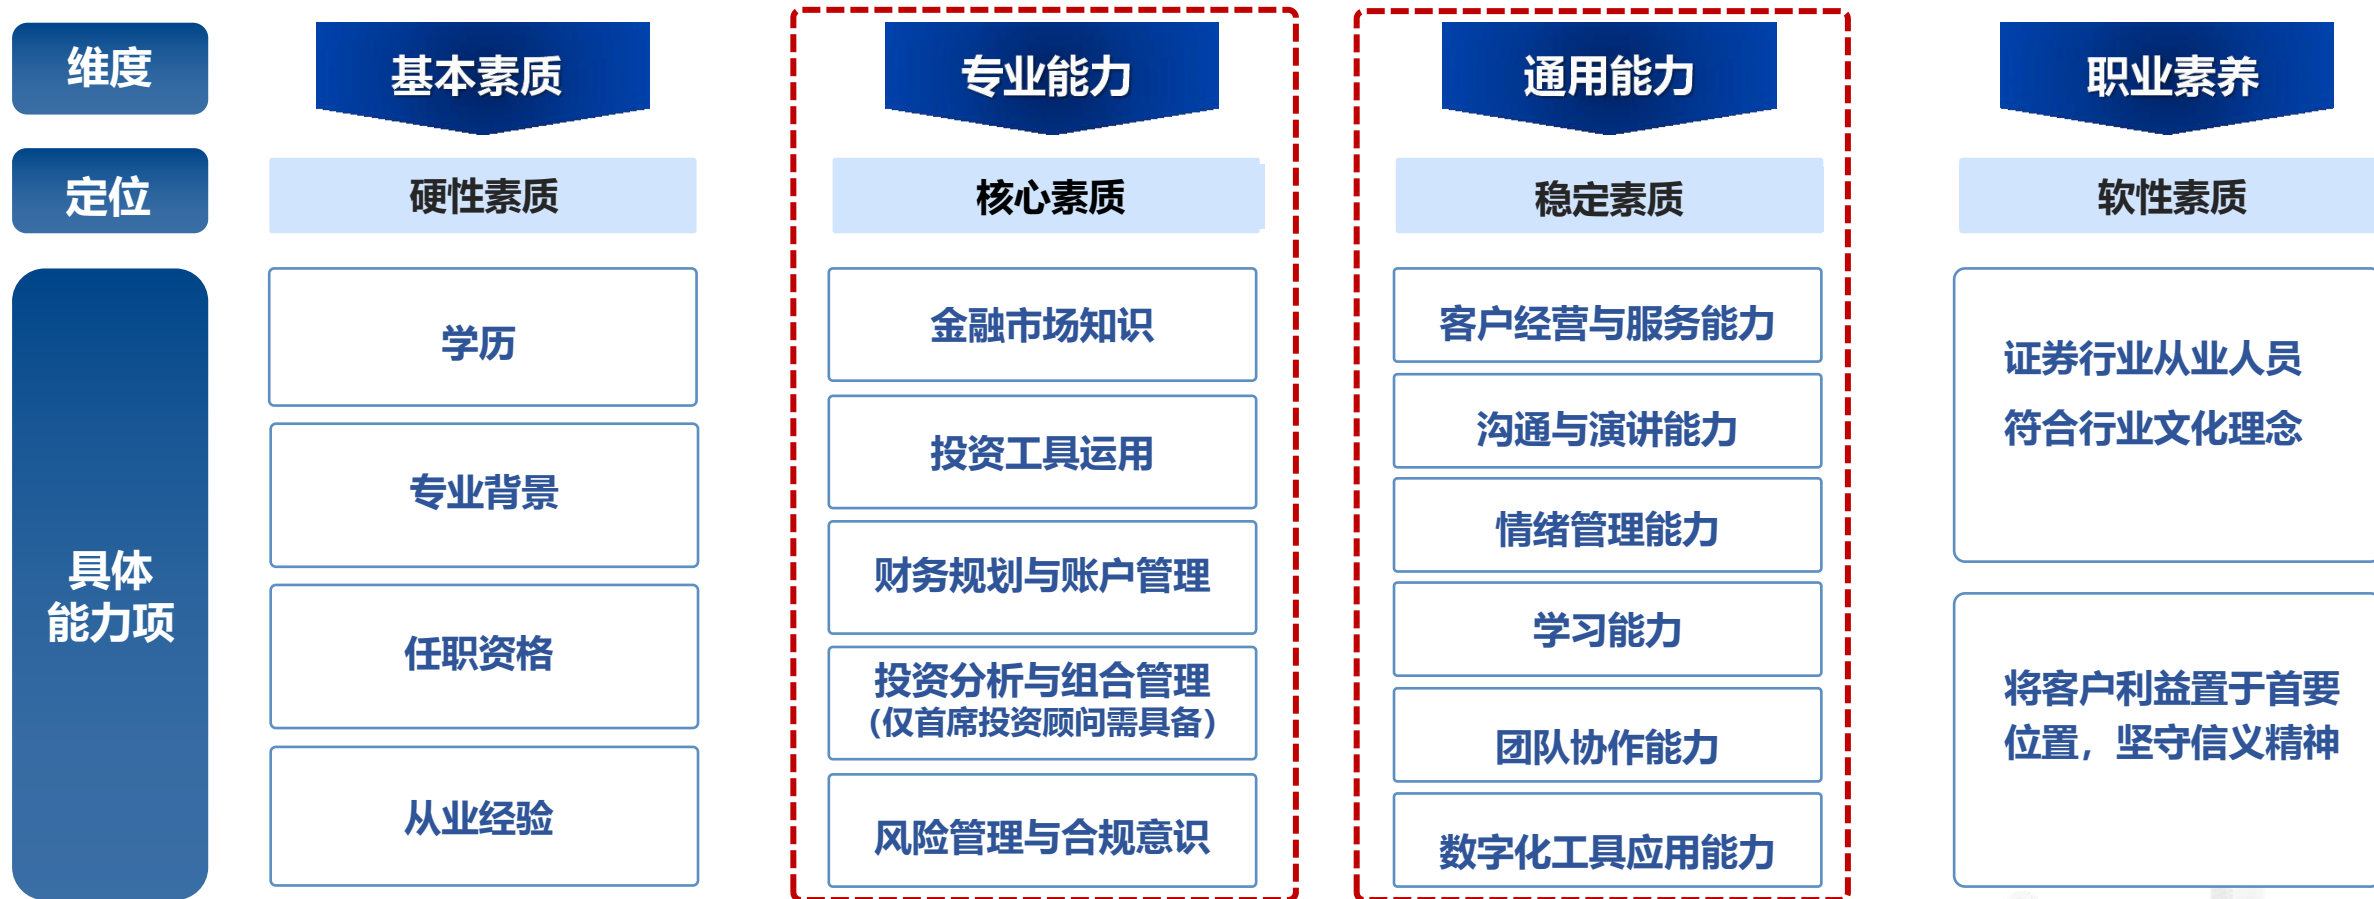 维度
基本素质
专业能力
通用能力
职业素养
定位
硬性素质
核心素质
稳定素质
软性素质
具体
能力项
学历
专业背景
任职资格
从业经验
金融市场知识
投资工具运用
财务规划与账户管理
投资分析与组合管理
（仅首席投资顾问需具备）
风险管理与合规意识
客户经营与服务能力
沟通与演讲能力
情绪管理能力
学习能力
团队协作能力
数字化工具应用能力
证券行业从业人员
符合行业文化理念
将客户利益置于首要
位置，坚守信义精神